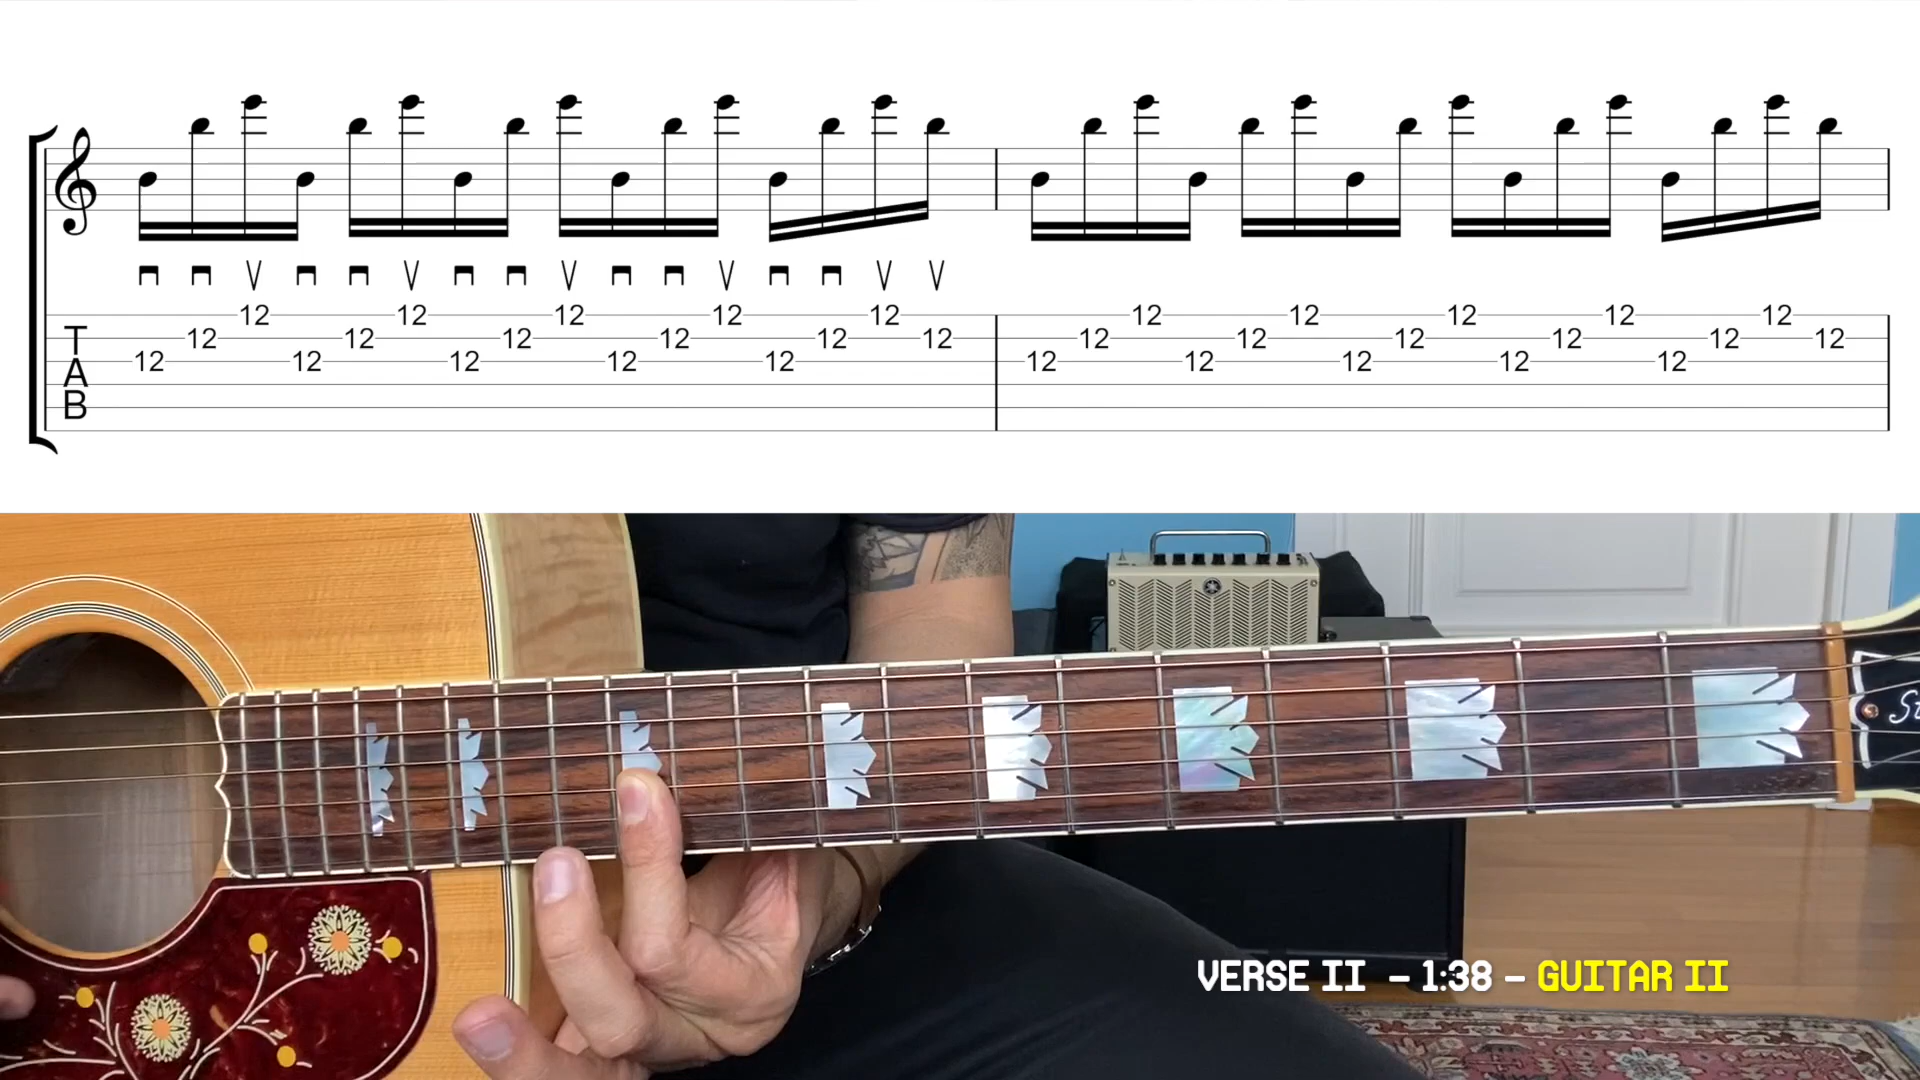 12 12 12 12 12 12 12 12 12 12
T 12 12 12 12 12 12 12 12 12 12 12 12
A 12 12 12 12 12 12 12 12 12 12
B
VERSE II - 1:38 - GUITAR II